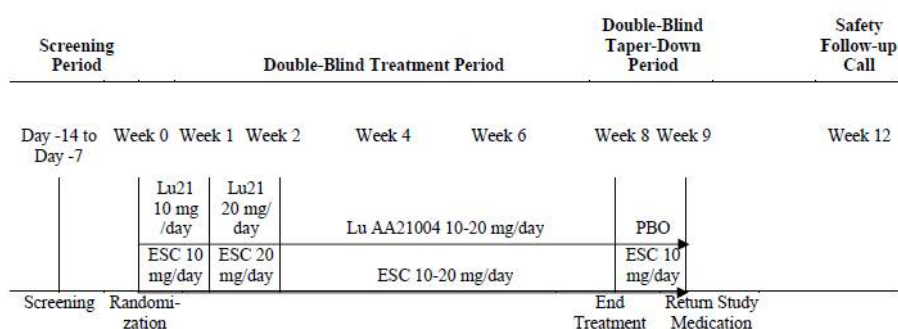 Screening Period
Double-Blind Treatment Period
Double-Blind Taper-Down Period
Safety Follow-up Call
Day -14 to Day -7
Week 0 Week 1 Week 2 Week 4 Week 6 Week 8 Week 9 Week 12
Lu21 10 mg /day
Lu21 20 mg/ day
Lu AA21004 10-20 mg/day
PBO
ESC 10 mg/day
ESC 20 mg/day
ESC 10-20 mg/day
ESC 10 mg/day
Screening
Randomi-zation
End Treatment
Return Study Medication